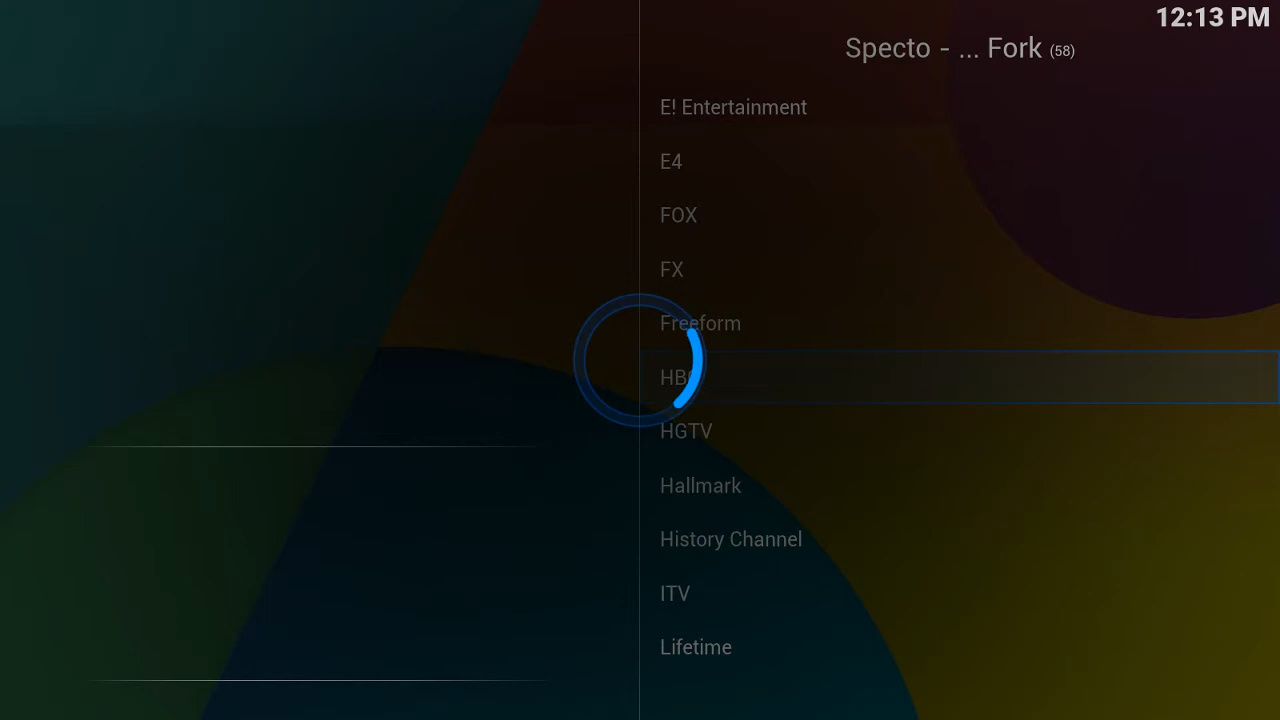 12:13 PM
Specto - ... Fork (58)
E! Entertainment
E4
FOX
FX
Freeform
HGTV
Hallmark
History Channel
ITV
Lifetime